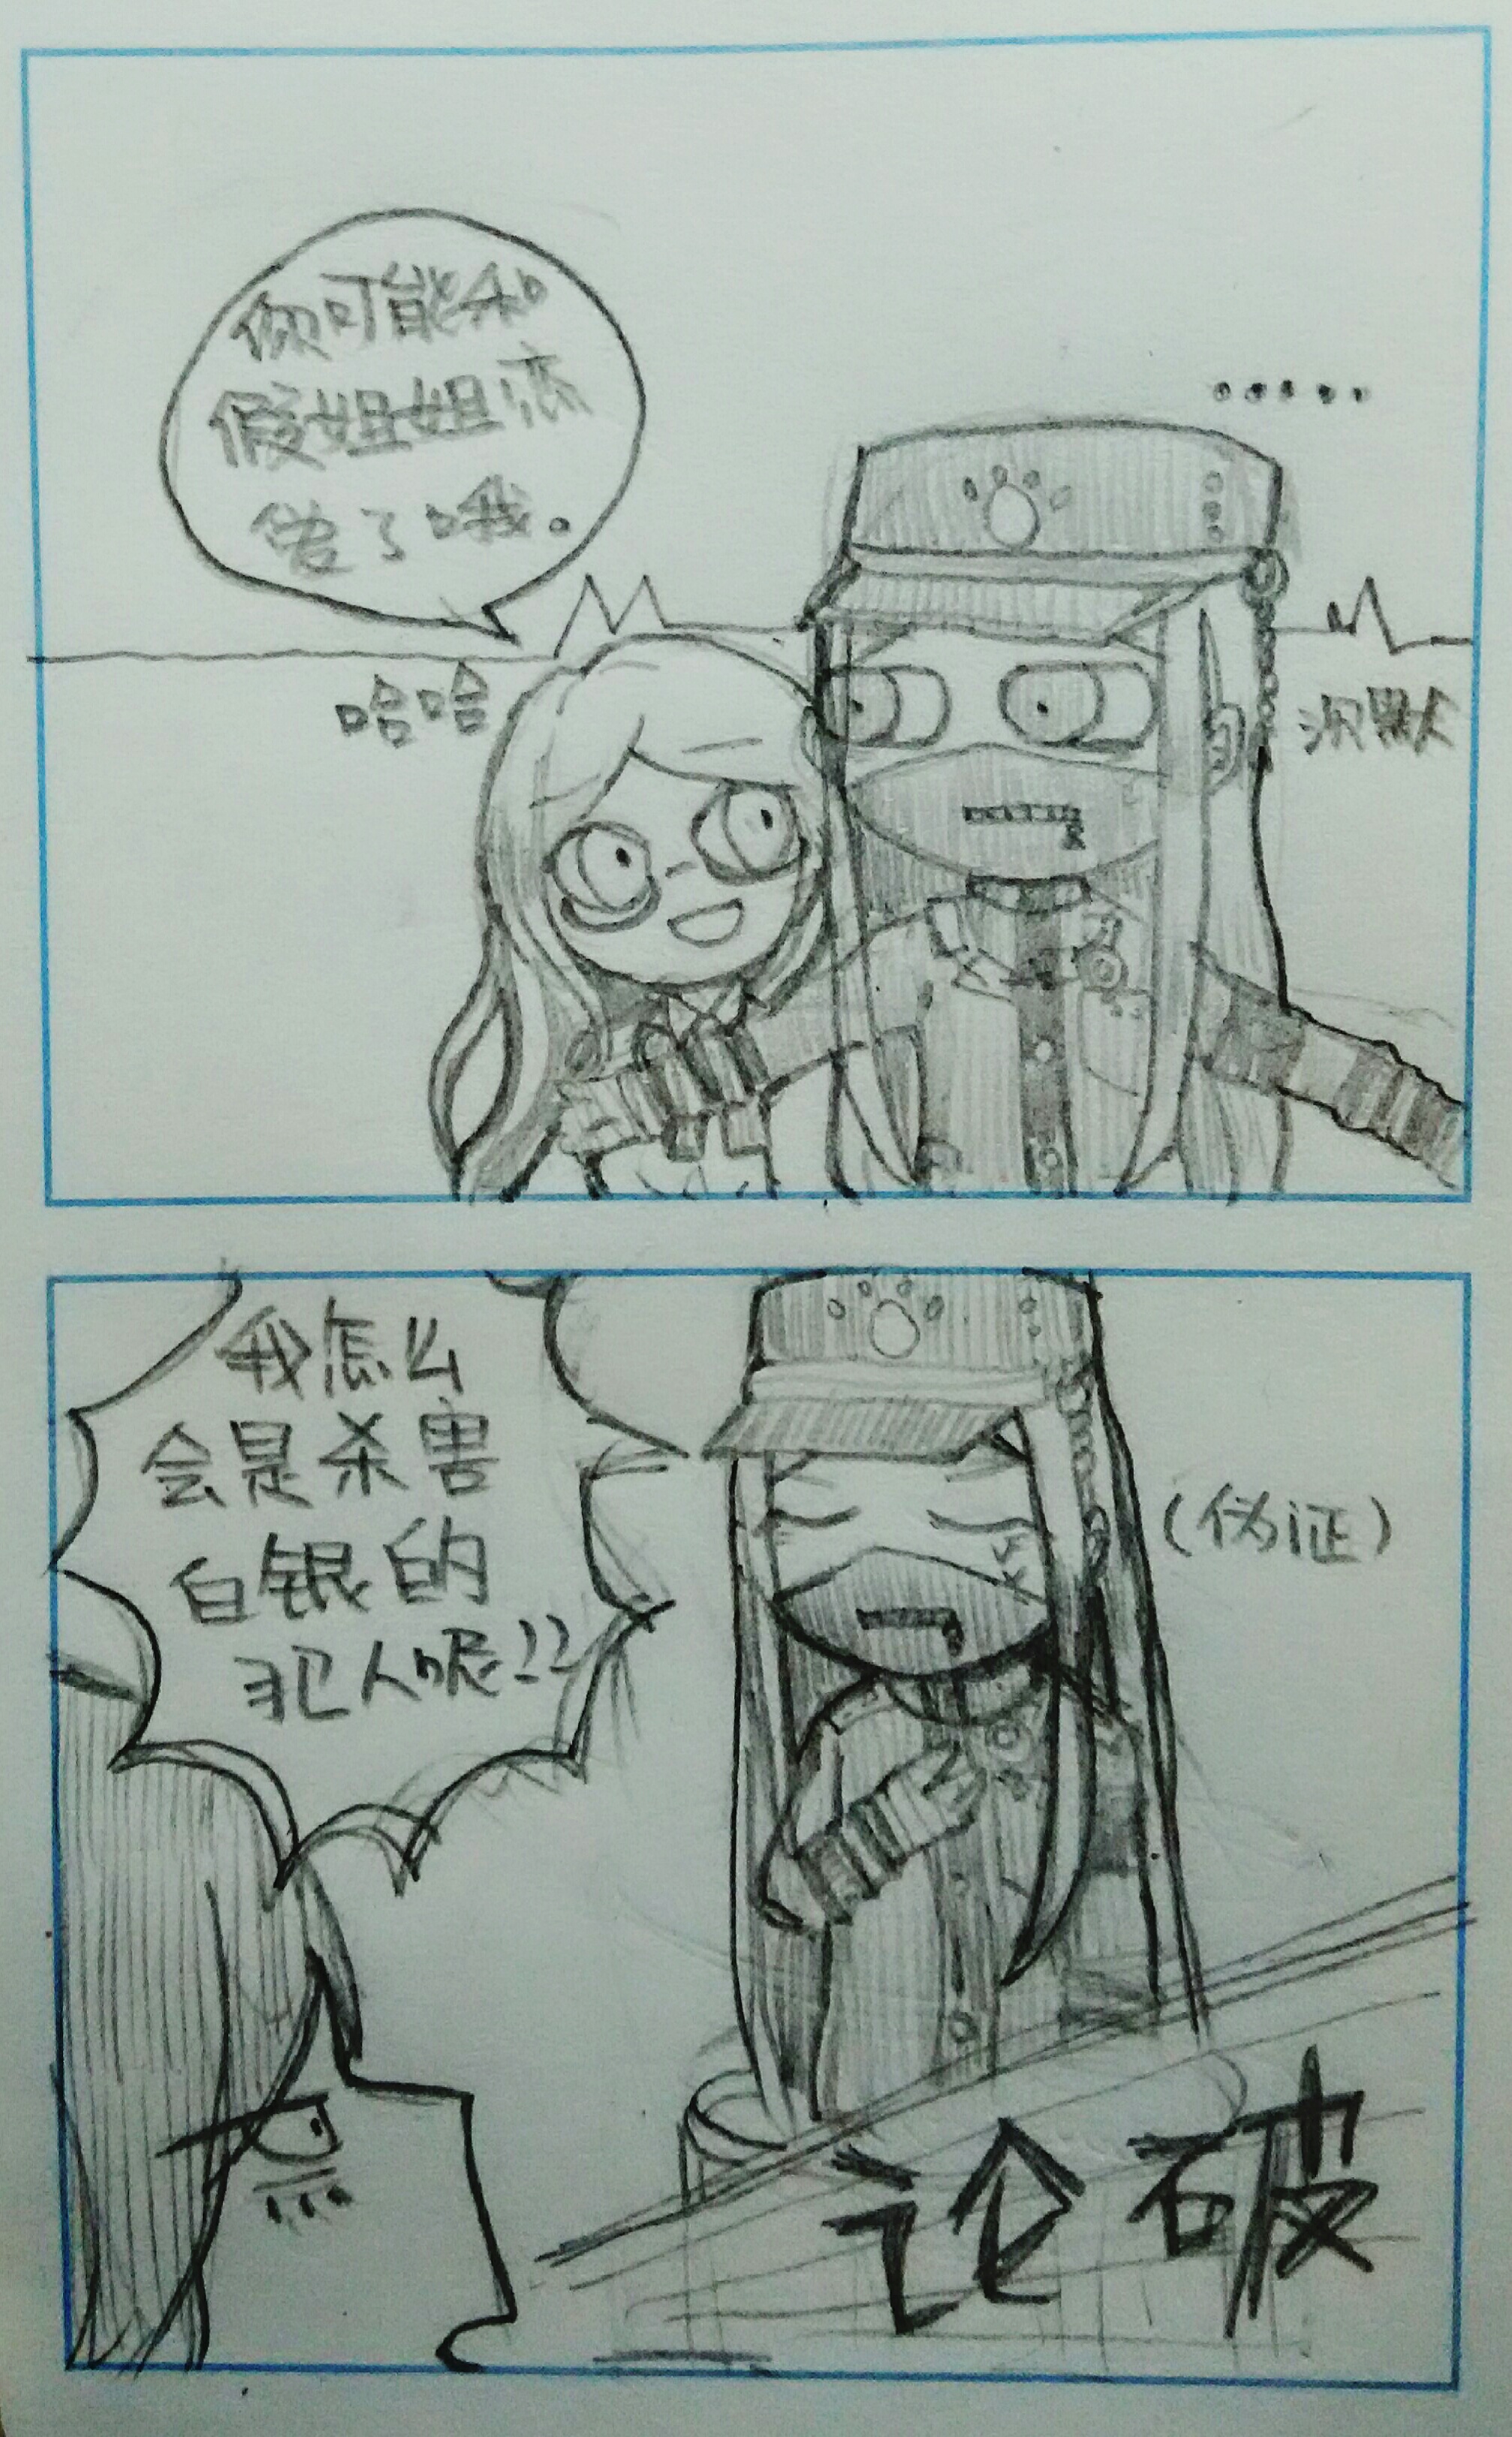 你可能和
假姐姐恋
爱了哦。
.....
哈哈
沉默
我怎么
会是杀害
白银的
犯人呢!?
(伪证)
论破